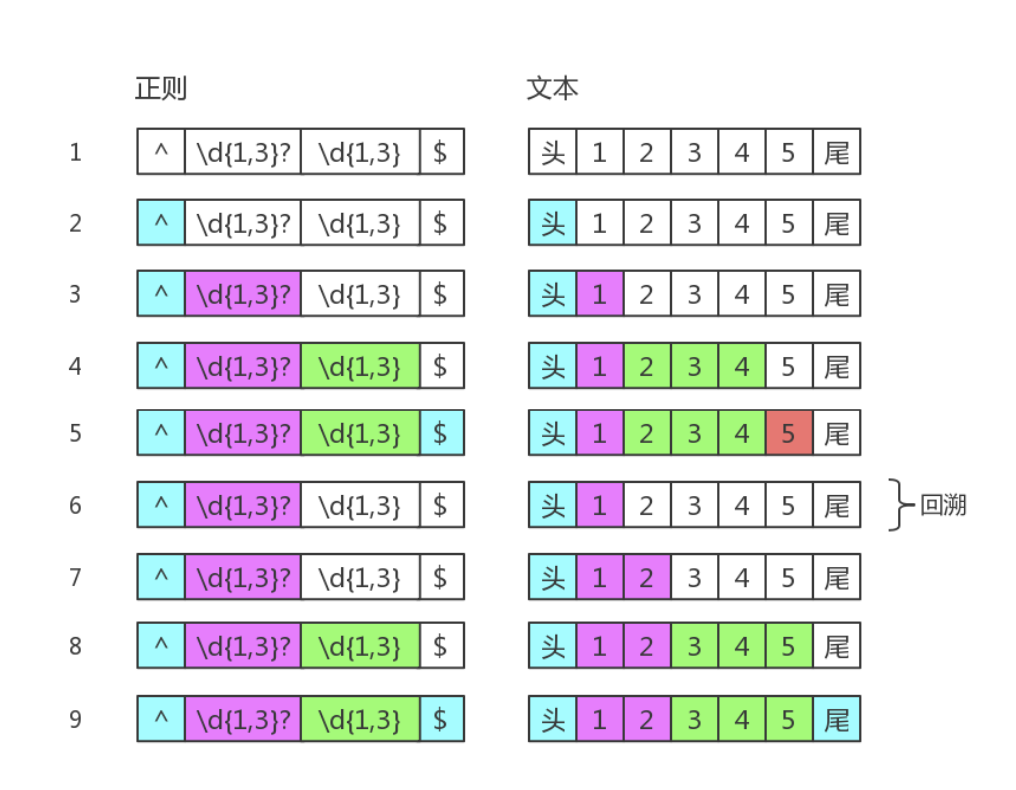 正则 文本
1 ^ \d{1,3}? \d{1,3} $ 头 1 2 3 4 5 尾
2 ^ \d{1,3}? \d{1,3} $ 头 1 2 3 4 5 尾
3 ^ \d{1,3}? \d{1,3} $ 头 1 2 3 4 5 尾
4 ^ \d{1,3}? \d{1,3} $ 头 1 2 3 4 5 尾
5 ^ \d{1,3}? \d{1,3} $ 头 1 2 3 4 5 尾
6 ^ \d{1,3}? \d{1,3} $ 头 1 2 3 4 5 尾 回溯
7 ^ \d{1,3}? \d{1,3} $ 头 1 2 3 4 5 尾
8 ^ \d{1,3}? \d{1,3} $ 头 1 2 3 4 5 尾
9 ^ \d{1,3}? \d{1,3} $ 头 1 2 3 4 5 尾